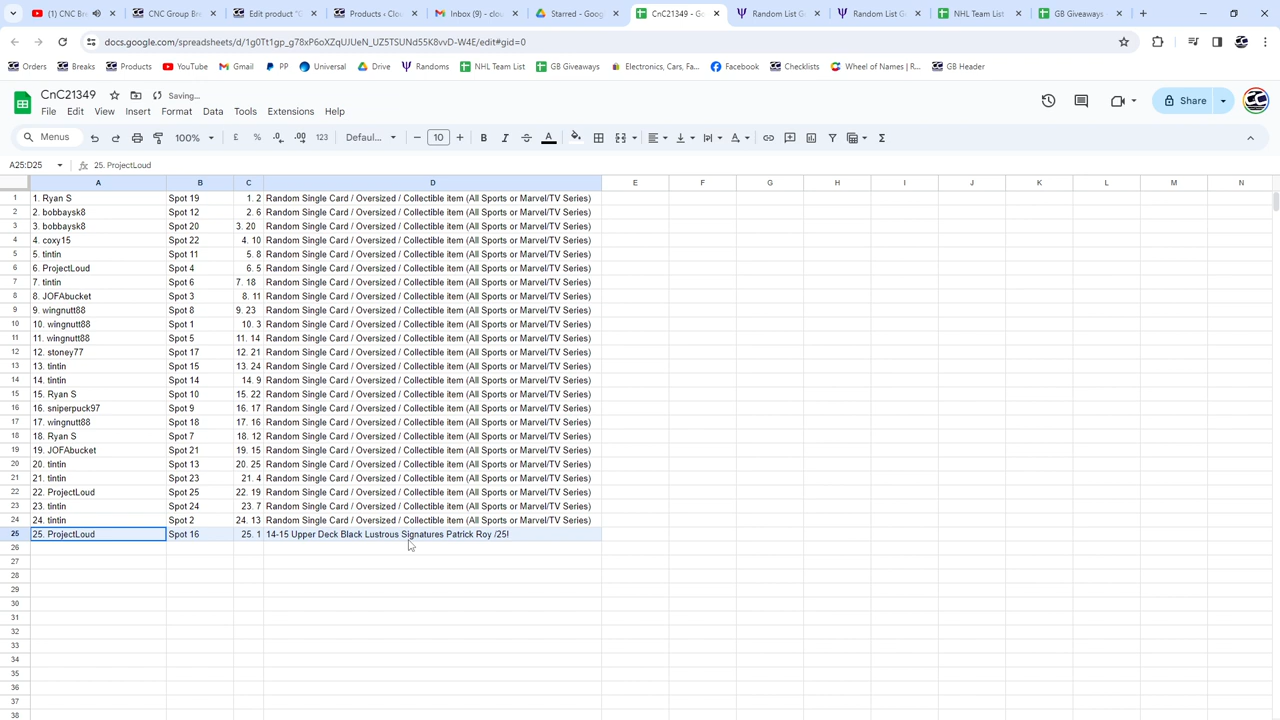 (1) CNC Br
CNC Group Bre
Edit product "G
Products ‹ Clou
Inbox (9) - clou
Starred - Goog
CnC21349 - G
Random List G
Random List Ge
NHL Team List
GB Giveaways
docs.google.com/spreadsheets/d/1g0Tt1gp_g78xP6oXZqUJUeN_UZ5TSUNd55K8vvD-W4E/edit#gid=0
Orders Breaks Products YouTube Gmail PP Universal Drive Randoms NHL Team List GB Giveaways Electronics, Cars, Fa... Facebook Checklists Wheel of Names | R... GB Header
CnC21349 Saving...
File Edit View Insert Format Data Tools Extensions Help
Share
Menus 100% £ % .0 .00 123 Defaul... 10 B I A Σ
A25:D25 25. ProjectLoud
A B C D E F G H I J K L M N
1 1. Ryan S Spot 19 1. 2 Random Single Card / Oversized / Collectible item (All Sports or Marvel/TV Series)
2 2. bobbaysk8 Spot 12 2. 6 Random Single Card / Oversized / Collectible item (All Sports or Marvel/TV Series)
3 3. bobbaysk8 Spot 20 3. 20 Random Single Card / Oversized / Collectible item (All Sports or Marvel/TV Series)
4 4. coxy15 Spot 22 4. 10 Random Single Card / Oversized / Collectible item (All Sports or Marvel/TV Series)
5 5. tintin Spot 11 5. 8 Random Single Card / Oversized / Collectible item (All Sports or Marvel/TV Series)
6 6. ProjectLoud Spot 4 6. 5 Random Single Card / Oversized / Collectible item (All Sports or Marvel/TV Series)
7 7. tintin Spot 6 7. 18 Random Single Card / Oversized / Collectible item (All Sports or Marvel/TV Series)
8 8. JOFAbucket Spot 3 8. 11 Random Single Card / Oversized / Collectible item (All Sports or Marvel/TV Series)
9 9. wingnutt88 Spot 8 9. 23 Random Single Card / Oversized / Collectible item (All Sports or Marvel/TV Series)
10 10. wingnutt88 Spot 1 10. 3 Random Single Card / Oversized / Collectible item (All Sports or Marvel/TV Series)
11 11. wingnutt88 Spot 5 11. 14 Random Single Card / Oversized / Collectible item (All Sports or Marvel/TV Series)
12 12. stoney77 Spot 17 12. 21 Random Single Card / Oversized / Collectible item (All Sports or Marvel/TV Series)
13 13. tintin Spot 15 13. 24 Random Single Card / Oversized / Collectible item (All Sports or Marvel/TV Series)
14 14. tintin Spot 14 14. 9 Random Single Card / Oversized / Collectible item (All Sports or Marvel/TV Series)
15 15. Ryan S Spot 10 15. 22 Random Single Card / Oversized / Collectible item (All Sports or Marvel/TV Series)
16 16. sniperpuck97 Spot 9 16. 17 Random Single Card / Oversized / Collectible item (All Sports or Marvel/TV Series)
17 17. wingnutt88 Spot 18 17. 16 Random Single Card / Oversized / Collectible item (All Sports or Marvel/TV Series)
18 18. Ryan S Spot 7 18. 12 Random Single Card / Oversized / Collectible item (All Sports or Marvel/TV Series)
19 19. JOFAbucket Spot 21 19. 15 Random Single Card / Oversized / Collectible item (All Sports or Marvel/TV Series)
20 20. tintin Spot 13 20. 25 Random Single Card / Oversized / Collectible item (All Sports or Marvel/TV Series)
21 21. tintin Spot 23 21. 4 Random Single Card / Oversized / Collectible item (All Sports or Marvel/TV Series)
22 22. ProjectLoud Spot 25 22. 19 Random Single Card / Oversized / Collectible item (All Sports or Marvel/TV Series)
23 23. tintin Spot 24 23. 7 Random Single Card / Oversized / Collectible item (All Sports or Marvel/TV Series)
24 24. tintin Spot 2 24. 13 Random Single Card / Oversized / Collectible item (All Sports or Marvel/TV Series)
25 25. ProjectLoud Spot 16 25. 1 14-15 Upper Deck Black Lustrous Signatures Patrick Roy /25!
26
27
28
29
30
31
32
33
34
35
36
37
38